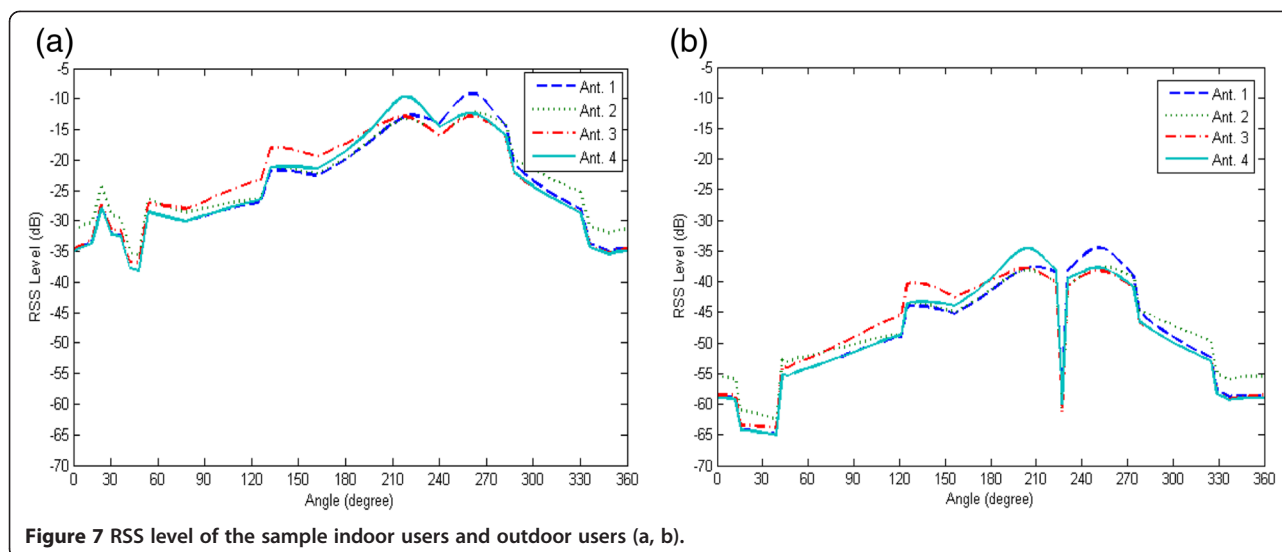 (a)
-5
-10
-15
-20
-25
-30
-35
-40
-45
-50
-55
-60
-65
-70
RSS Level (dB)
0 30 60 90 120 150 180 210 240 270 300 330 360
Angle (degree)
Ant. 1
Ant. 2
Ant. 3
Ant. 4
(b)
-5
-10
-15
-20
-25
-30
-35
-40
-45
-50
-55
-60
-65
-70
RSS Level (dB)
0 30 60 90 120 150 180 210 240 270 300 330 360
Angle (degree)
Ant. 1
Ant. 2
Ant. 3
Ant. 4
Figure 7 RSS level of the sample indoor users and outdoor users (a, b).